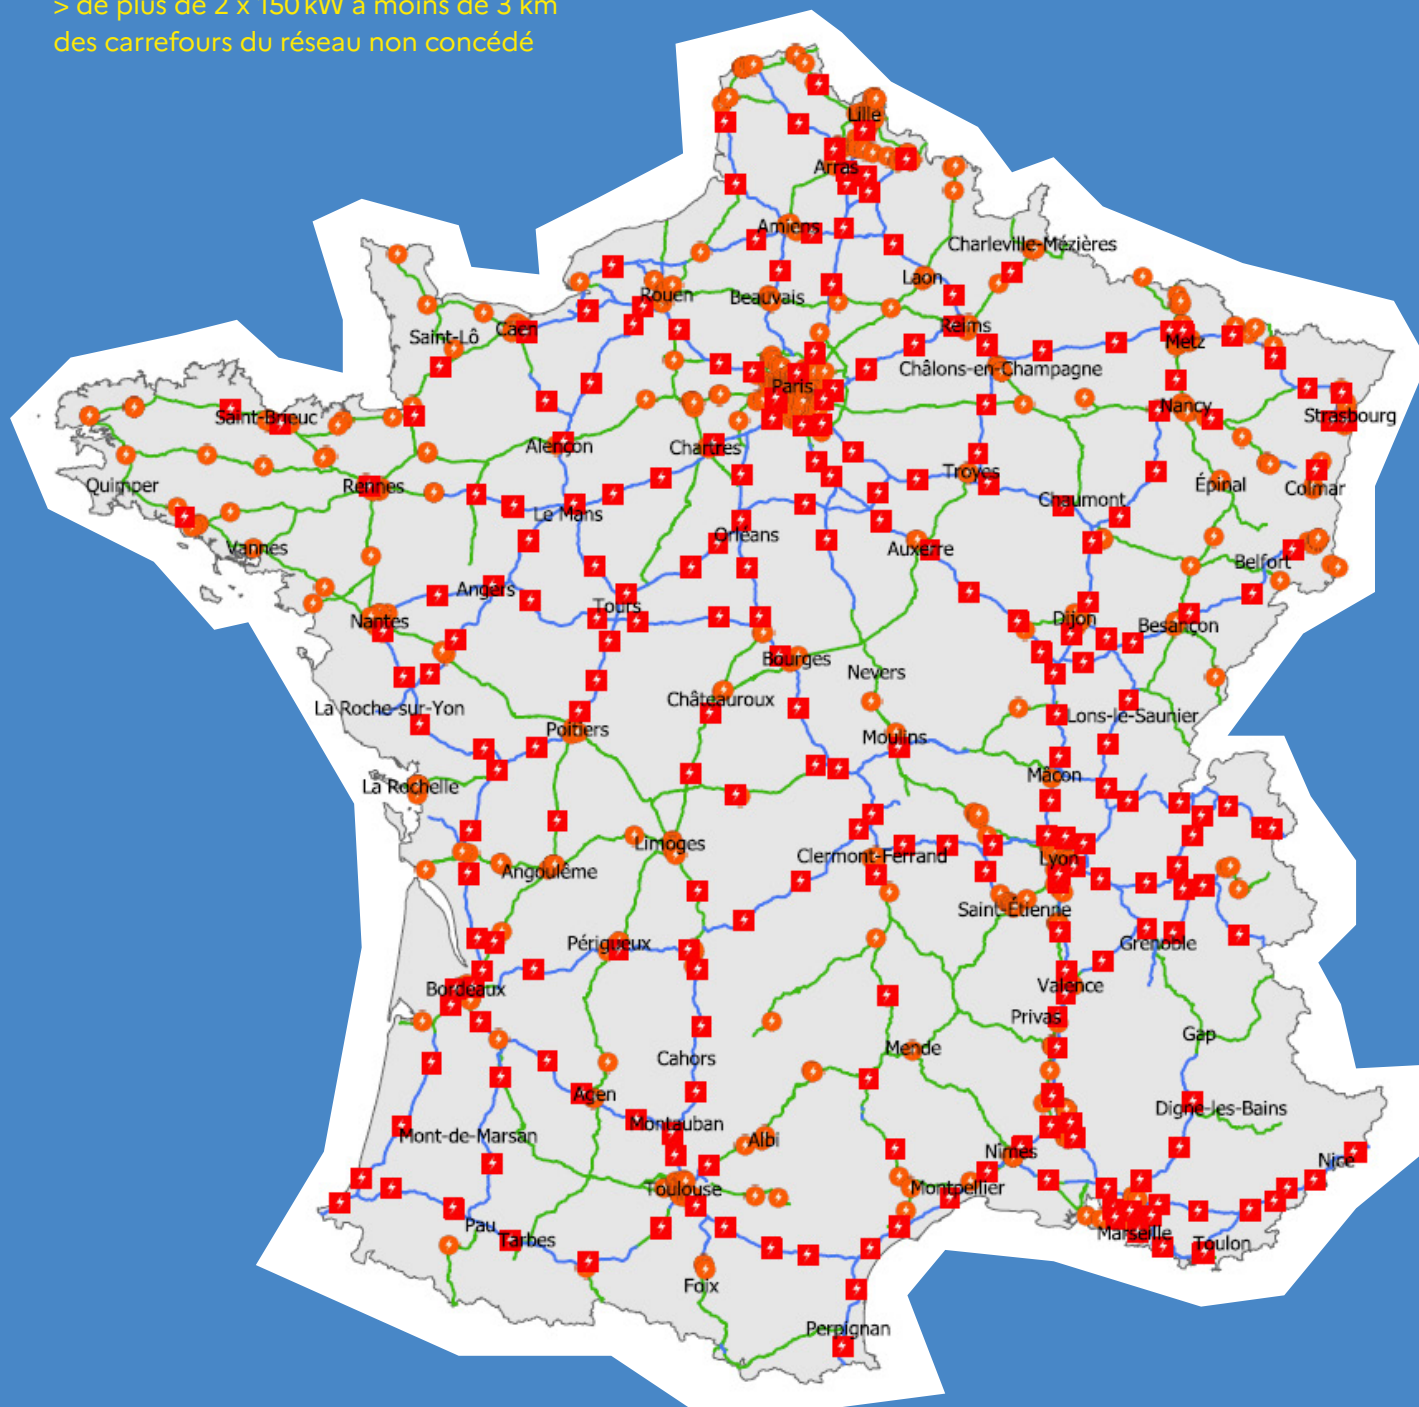 > de plus de 2 x 150 kW à moins de 3 km
des carrefours du réseau non concédé
Lille
Arras
Amiens
Charleville-Mézières
Laon
Rouen
Beauvais
Saint-Lô
Caen
Reims
Metz
Châlons-en-Champagne
Paris
Saint-Brieuc
Nancy
Strasbourg
Alençon
Chartres
Quimper
Rennes
Troyes
Épinal
Colmar
Le Mans
Chaumont
Orléans
Vannes
Auxerre
Belfort
Angers
Tours
Nantes
Dijon
Besançon
Bourges
Nevers
Châteauroux
La Roche-sur-Yon
Lons-le-Saunier
Poitiers
Moulins
Mâcon
La Rochelle
Limoges
Clermont-Ferrand
Lyon
Angoulême
Saint-Étienne
Périgueux
Grenoble
Bordeaux
Valence
Privas
Gap
Mende
Cahors
Agen
Digne-les-Bains
Montauban
Mont-de-Marsan
Albi
Nîmes
Nice
Toulouse
Montpellier
Pau
Tarbes
Marseille
Toulon
Foix
Perpignan